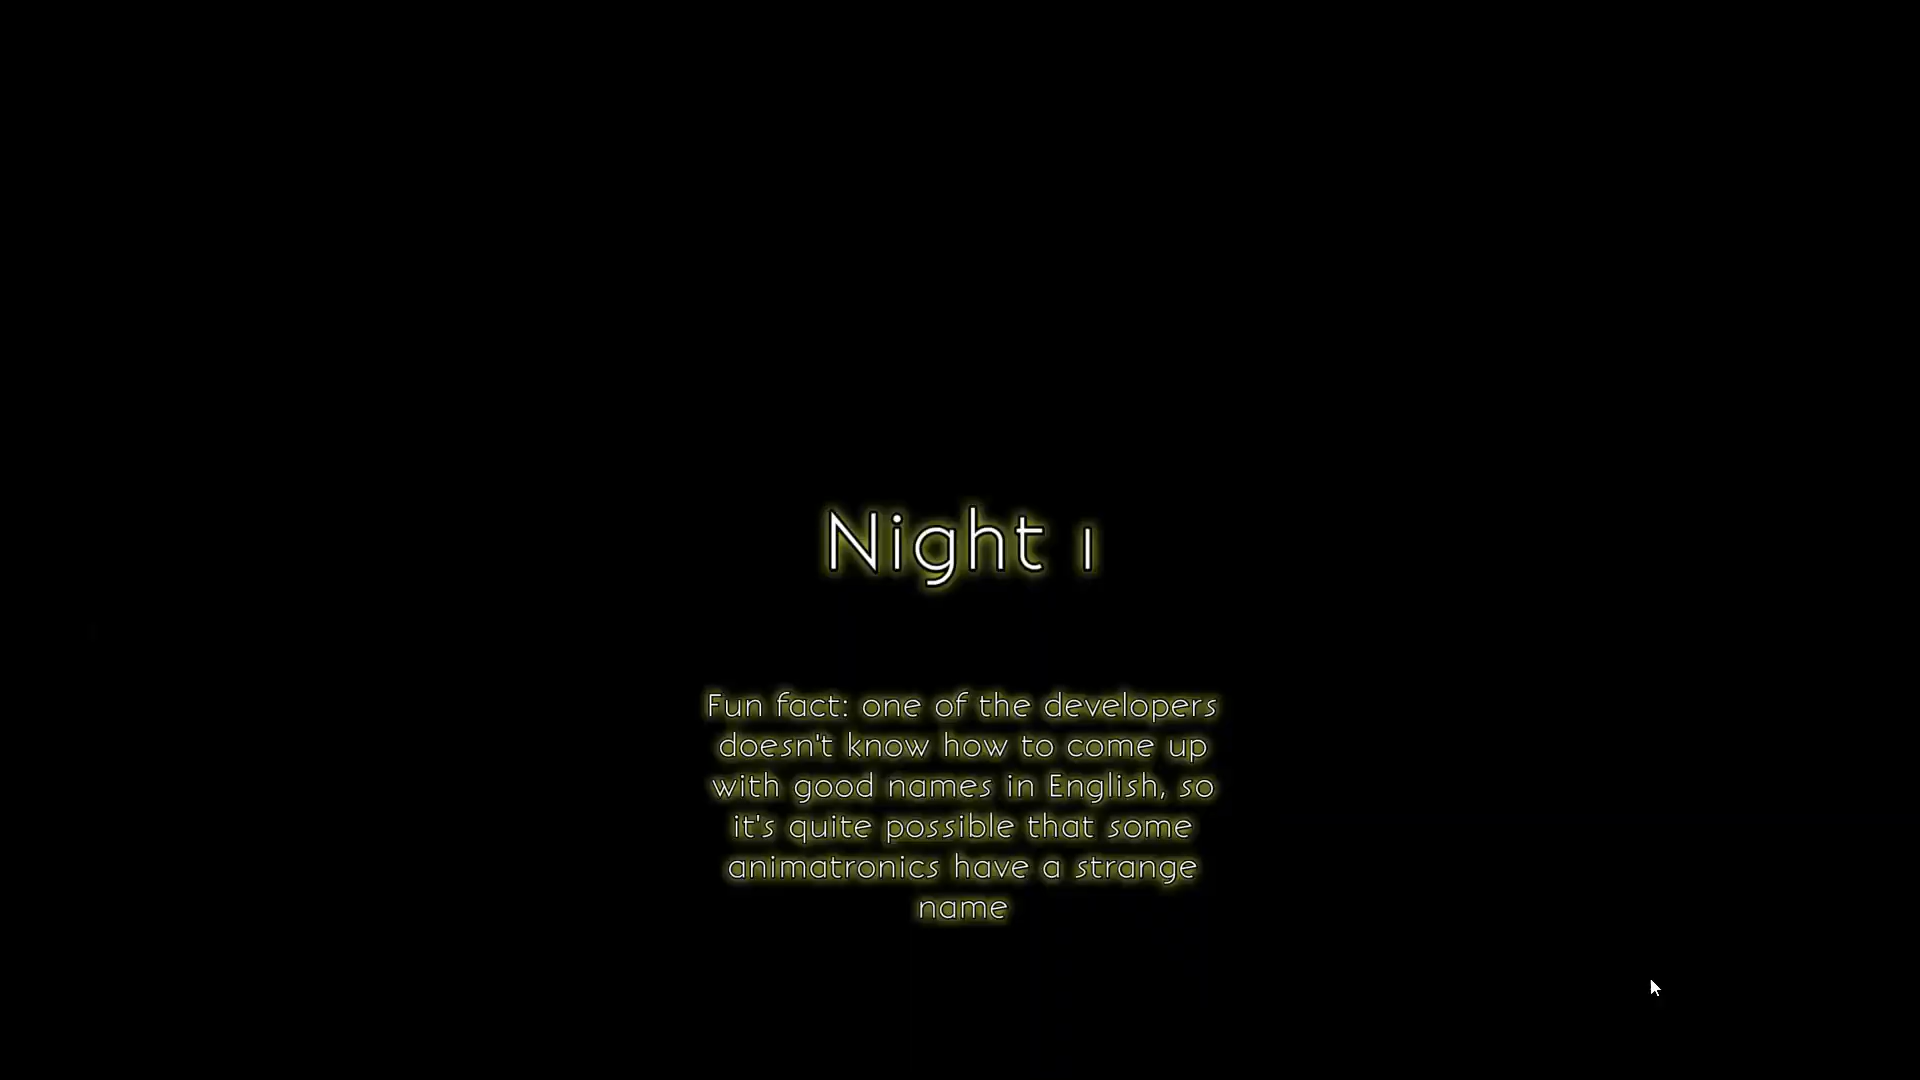 Night 1
Fun fact: one of the developers
doesn't know how to come up
with good names in English, so
it's quite possible that some
animatronics have a strange
name